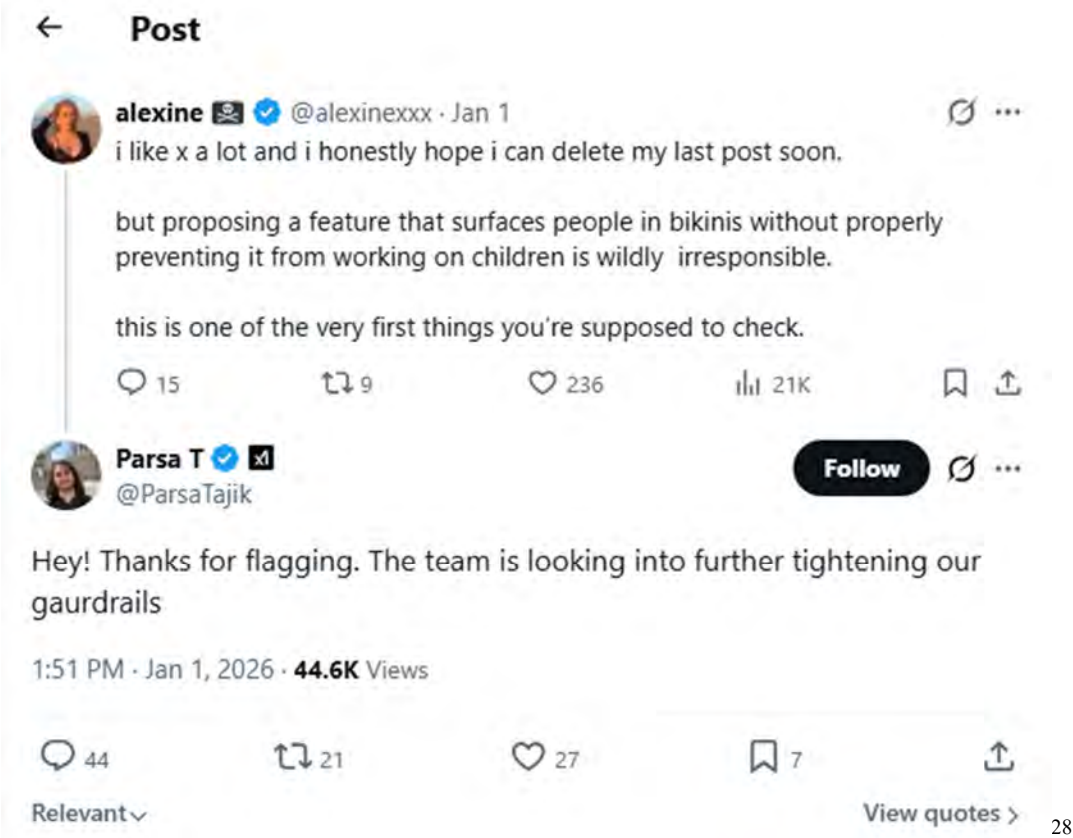 Post
alexine @alexinexxx · Jan 1
i like x a lot and i honestly hope i can delete my last post soon.
but proposing a feature that surfaces people in bikinis without properly
preventing it from working on children is wildly irresponsible.
this is one of the very first things you're supposed to check.
15 9 236 21K
Parsa T xI
@ParsaTajik
Follow
Hey! Thanks for flagging. The team is looking into further tightening our
gaurdrails
1:51 PM · Jan 1, 2026 · 44.6K Views
44 21 27 7
Relevant View quotes
28